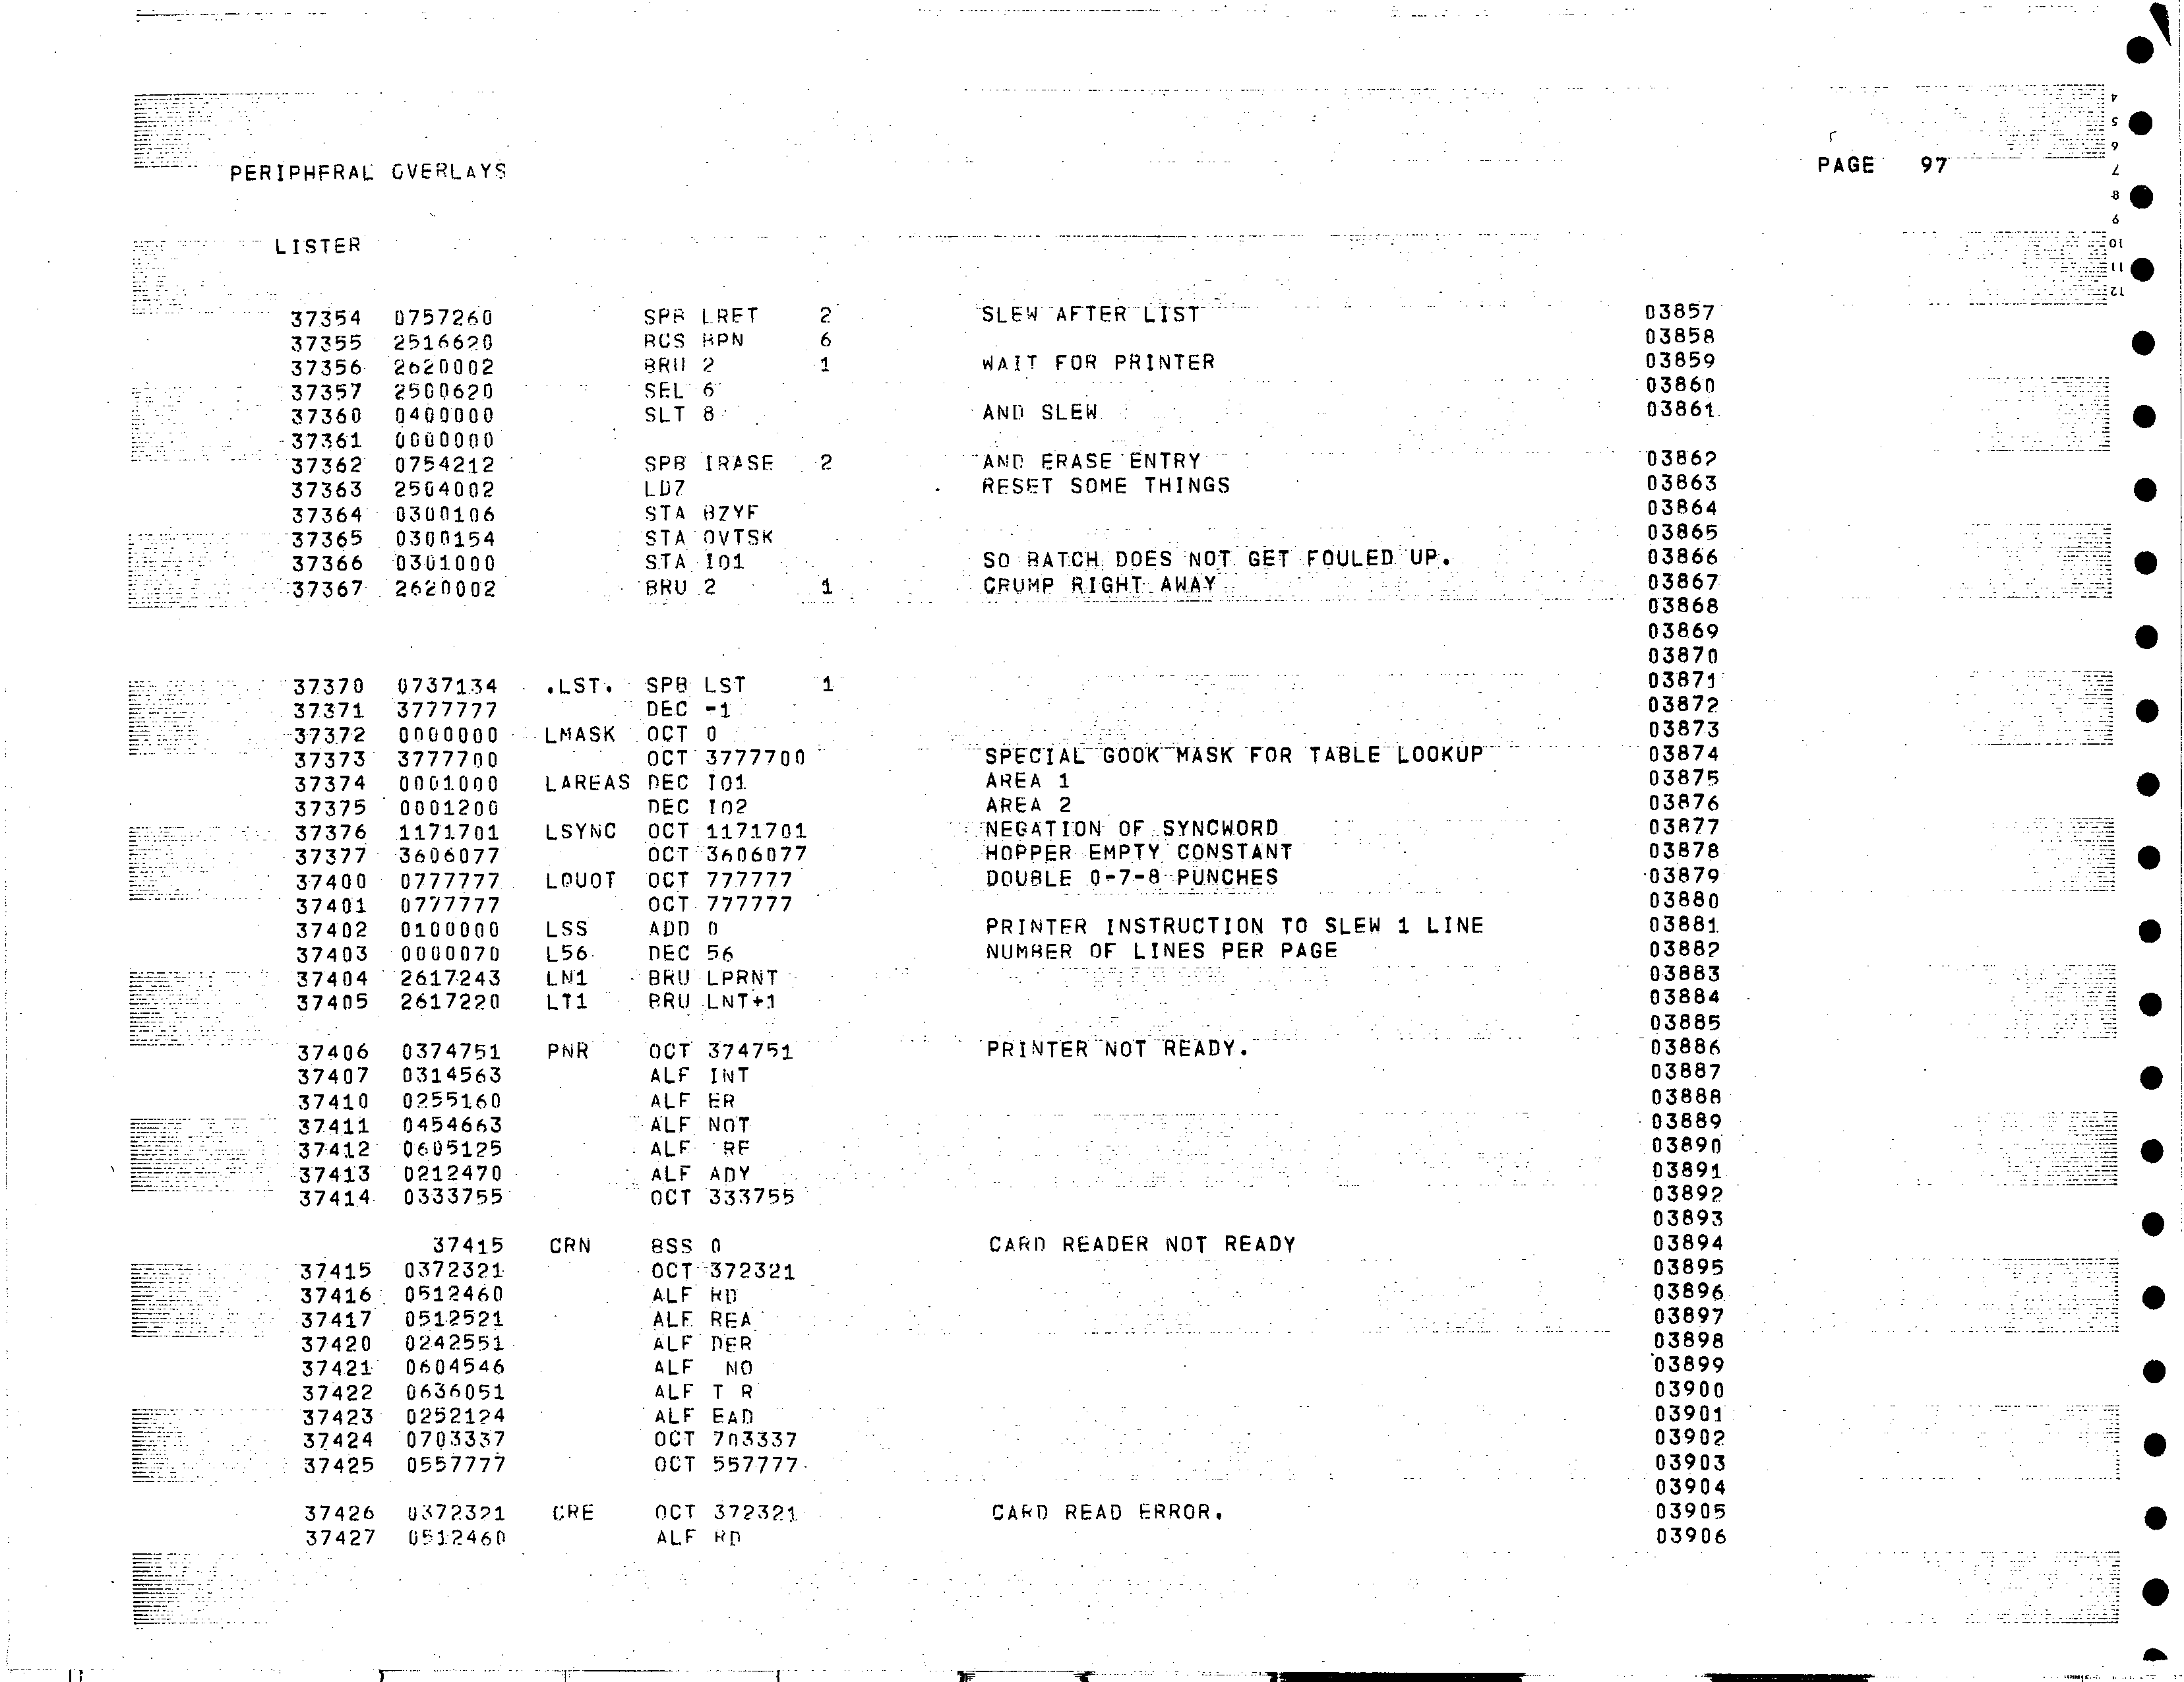 PERIPHERAL OVERLAYS PAGE 97
LISTER
37354 0757260 SPB LRET 2 SLEW AFTER LIST 03857
37355 2516620 BCS BPN 6 03858
37356 2620002 BRU 2 1 WAIT FOR PRINTER 03859
37357 2500620 SEL 6 03860
37360 0400000 SLT 8 AND SLEW 03861
37361 0000000
37362 0754212 SPB IRASE 2 AND ERASE ENTRY 03862
37363 2504002 LDZ RESET SOME THINGS 03863
37364 0300106 STA BZYF 03864
37365 0300154 STA OVTSK 03865
37366 0301000 STA IO1 SO BATCH DOES NOT GET FOULED UP. 03866
37367 2620002 BRU 2 1 CRUMP RIGHT AWAY 03867
03868
03869
03870
37370 0737134 .LST. SPB LST 1 03871
37371 3777777 DEC -1 03872
37372 0000000 LMASK OCT 0 03873
37373 3777700 OCT 3777700 SPECIAL GOOK MASK FOR TABLE LOOKUP 03874
37374 0001000 LAREAS DEC IO1 AREA 1 03875
37375 0001200 DEC IO2 AREA 2 03876
37376 1171701 LSYNC OCT 1171701 NEGATION OF SYNCWORD 03877
37377 3606077 OCT 3606077 HOPPER EMPTY CONSTANT 03878
37400 0777777 LQUOT OCT 777777 DOUBLE 0-7-8 PUNCHES 03879
37401 0777777 OCT 777777 03880
37402 0100000 LSS ADD 0 PRINTER INSTRUCTION TO SLEW 1 LINE 03881
37403 0000070 L56 DEC 56 NUMBER OF LINES PER PAGE 03882
37404 2617243 LN1 BRU LPRNT 03883
37405 2617220 LT1 BRU LNT+1 03884
03885
37406 0374751 PNR OCT 374751 PRINTER NOT READY. 03886
37407 0314563 ALF INT 03887
37410 0255160 ALF ER 03888
37411 0454663 ALF NOT 03889
37412 0605125 ALF RE 03890
37413 0212470 ALF ADY 03891
37414 0333755 OCT 333755 03892
03893
37415 CRN BSS 0 CARD READER NOT READY 03894
37415 0372321 OCT 372321 03895
37416 0512460 ALF RD 03896
37417 0512521 ALF REA 03897
37420 0242551 ALF DER 03898
37421 0604546 ALF NO 03899
37422 0636051 ALF T R 03900
37423 0252124 ALF EAD 03901
37424 0703337 OCT 703337 03902
37425 0557777 OCT 557777 03903
03904
37426 0372321 CRE OCT 372321 CARD READ ERROR. 03905
37427 0512460 ALF RD 03906
4
5
6
7
8
9
10
11
12